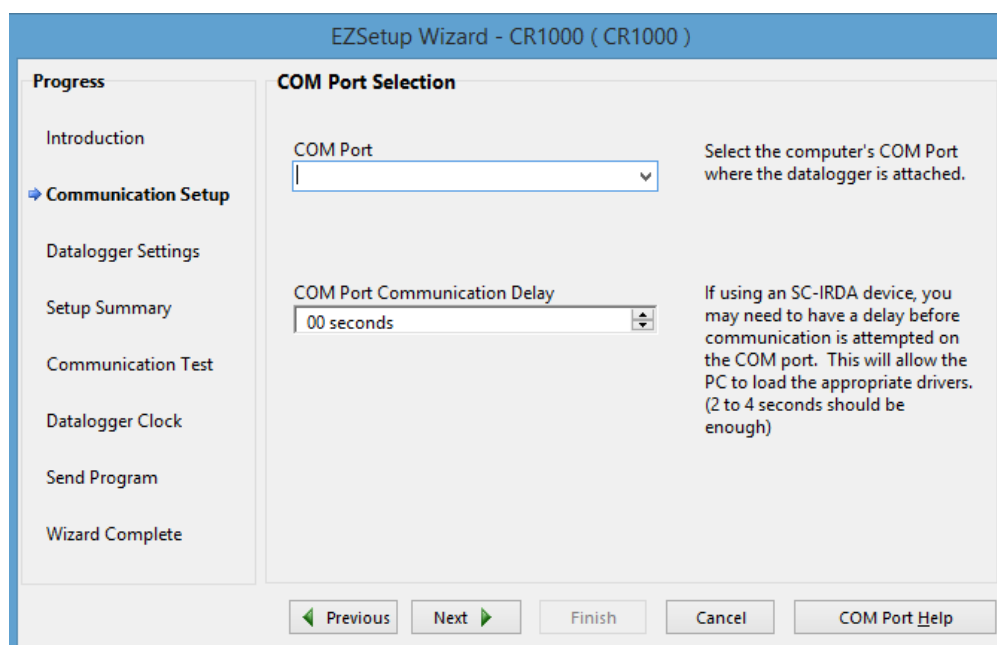 EZSetup Wizard - CR1000 ( CR1000 )
Progress
Introduction
Communication Setup
Datalogger Settings
Setup Summary
Communication Test
Datalogger Clock
Send Program
Wizard Complete
COM Port Selection
COM Port
Select the computer's COM Port
where the datalogger is attached.
COM Port Communication Delay
00 seconds
If using an SC-IRDA device, you
may need to have a delay before
communication is attempted on
the COM port.  This will allow the
PC to load the appropriate drivers.
(2 to 4 seconds should be
enough)
Previous
Next
Finish
Cancel
COM Port Help